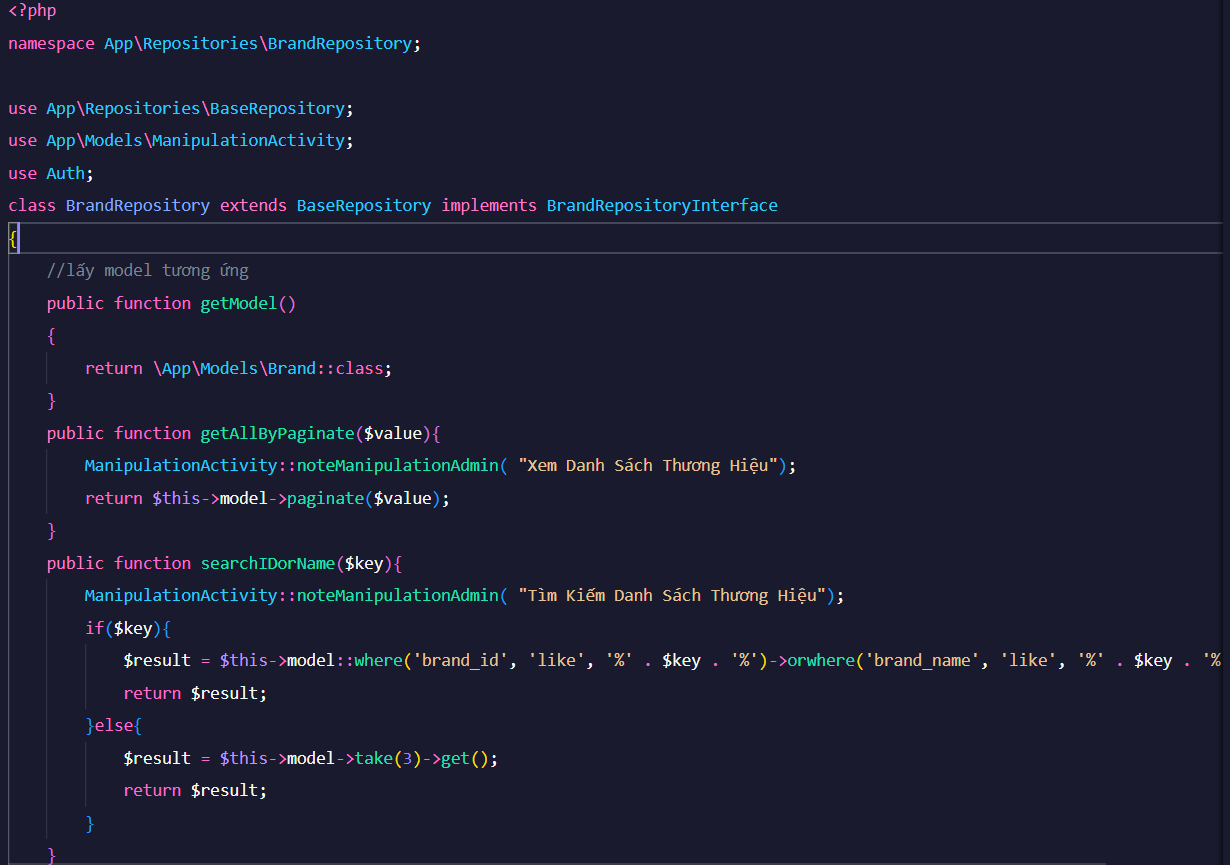 <?php
namespace App\Repositories\BrandRepository;
use App\Repositories\BaseRepository;
use App\Models\ManipulationActivity;
use Auth;
class BrandRepository extends BaseRepository implements BrandRepositoryInterface
{
//lấy model tương ứng
public function getModel()
{
return \App\Models\Brand::class;
}
public function getAllByPaginate($value){
ManipulationActivity::noteManipulationAdmin( "Xem Danh Sách Thương Hiệu");
return $this->model->paginate($value);
}
public function searchIDorName($key){
ManipulationActivity::noteManipulationAdmin( "Tìm Kiếm Danh Sách Thương Hiệu");
if($key){
$result = $this->model::where('brand_id', 'like', '%' . $key . '%')->orwhere('brand_name', 'like', '%' . $key . '%
return $result;
}else{
$result = $this->model->take(3)->get();
return $result;
}
}